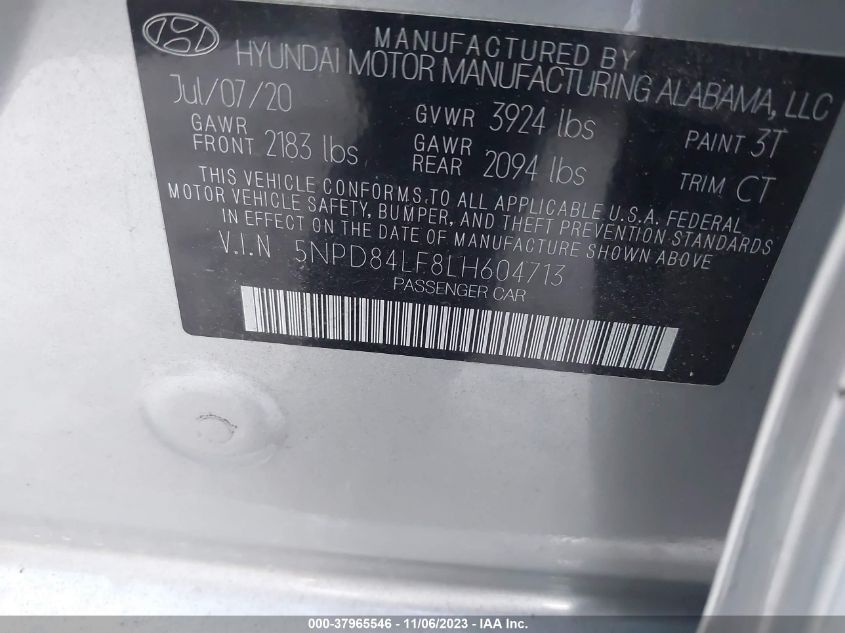 MANUFACTURED BY
HYUNDAI MOTOR MANUFACTURING ALABAMA, LLC
Jul/07/20 GVWR 3924 lbs PAINT 3T
GAWR FRONT 2183 lbs GAWR REAR 2094 lbs TRIM CT
THIS VEHICLE CONFORMS TO ALL APPLICABLE U.S.A. FEDERAL
MOTOR VEHICLE SAFETY, BUMPER, AND THEFT PREVENTION STANDARDS
IN EFFECT ON THE DATE OF MANUFACTURE SHOWN ABOVE
V.I.N 5NPD84LF8LH604713
PASSENGER CAR
000-37965546 - 11/06/2023 - Copyright IAA, Inc.